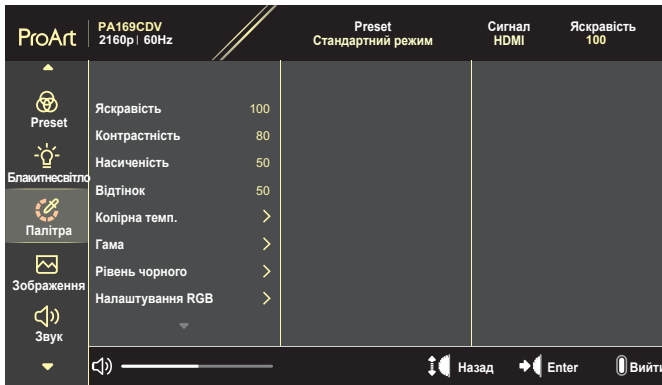 ProArt
PA169CDV
2160p | 60Hz
Preset
Стандартний режим
Сигнал
HDMI
Яскравість
100
Preset
Блакитнесвітло
Палітра
Зображення
Звук
Яскравість 100
Контрастність 80
Насиченість 50
Відтінок 50
Колірна темп.
Гама
Рівень чорного
Налаштування RGB
Назад
Enter
Вийти